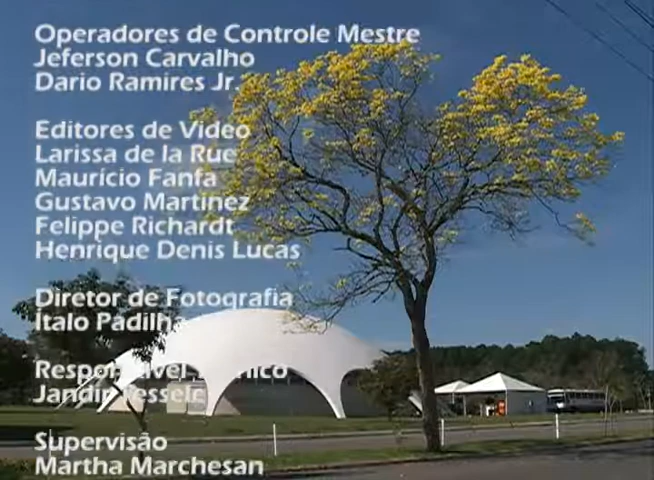 Operadores de Controle Mestre
Jeferson Carvalho
Dario Ramires Jr.
Editores de Vídeo
Larissa de la Rue
Maurício Fanfa
Gustavo Martinez
Felippe Richardt
Henrique Denis Lucas
Diretor de Fotografia
Ítalo Padilha
Responsável Técnico
Supervisão
Martha Marchesan